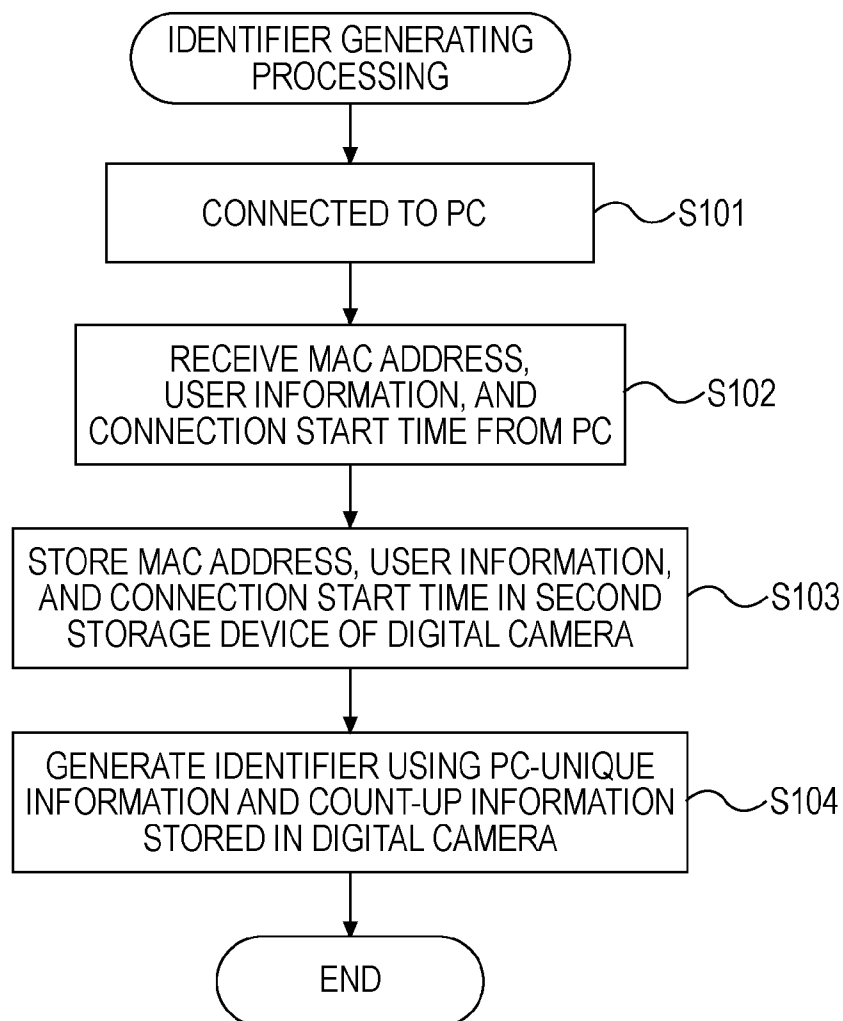 IDENTIFIER GENERATING
PROCESSING
CONNECTED TO PC
S101
RECEIVE MAC ADDRESS,
USER INFORMATION, AND
CONNECTION START TIME FROM PC
S102
STORE MAC ADDRESS, USER INFORMATION,
AND CONNECTION START TIME IN SECOND
STORAGE DEVICE OF DIGITAL CAMERA
S103
GENERATE IDENTIFIER USING PC-UNIQUE
INFORMATION AND COUNT-UP INFORMATION
STORED IN DIGITAL CAMERA
S104
END